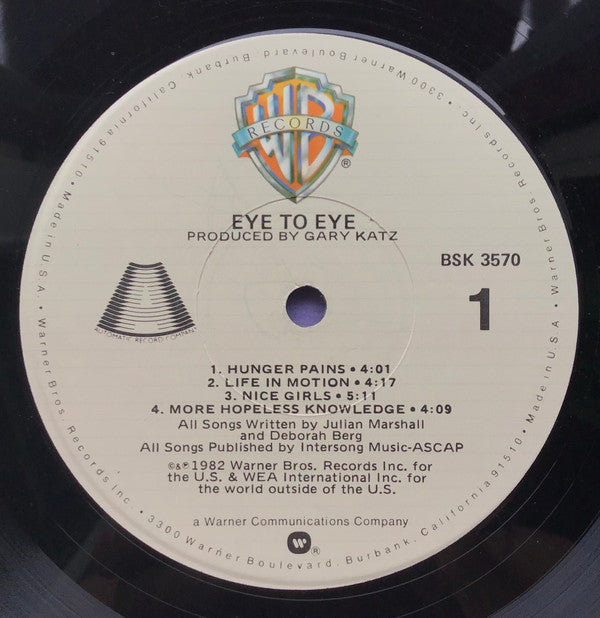 WB
RECORDS
®
EYE TO EYE
PRODUCED BY GARY KATZ
BSK 3570
1
AUTOMATIC RECORD COMPANY
1. HUNGER PAINS • 4:01
2. LIFE IN MOTION • 4:17
3. NICE GIRLS • 5:11
4. MORE HOPELESS KNOWLEDGE • 4:09
All Songs Written by Julian Marshall
and Deborah Berg
All Songs Published by Intersong Music-ASCAP
©&℗1982 Warner Bros. Records Inc. for
the U.S. & WEA International Inc. for
the world outside of the U.S.
a Warner Communications Company
W ®
Warner Bros. Records Inc. • 3300 Warner Boulevard, Burbank, California 91510 • Made in U.S.A. • Warner Bros. Records Inc. • 3300 Warner Boulevard, Burbank, California 91510 • Made in U.S.A. •